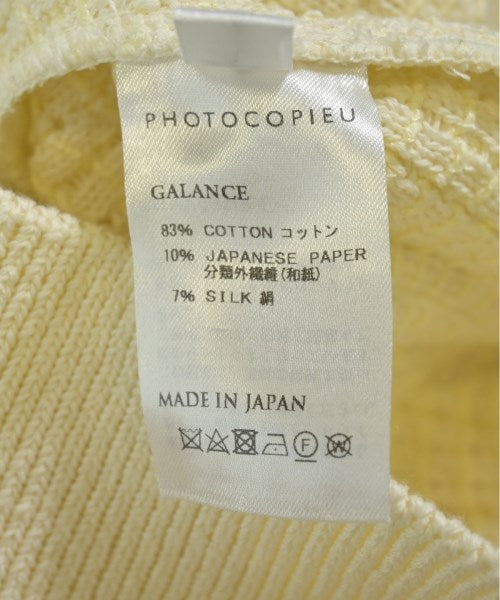 PHOTOCOPIEU
GALANCE
83% COTTON コットン
10% JAPANESE PAPER
分類外繊維(和紙)
7% SILK 絹
MADE IN JAPAN
F W